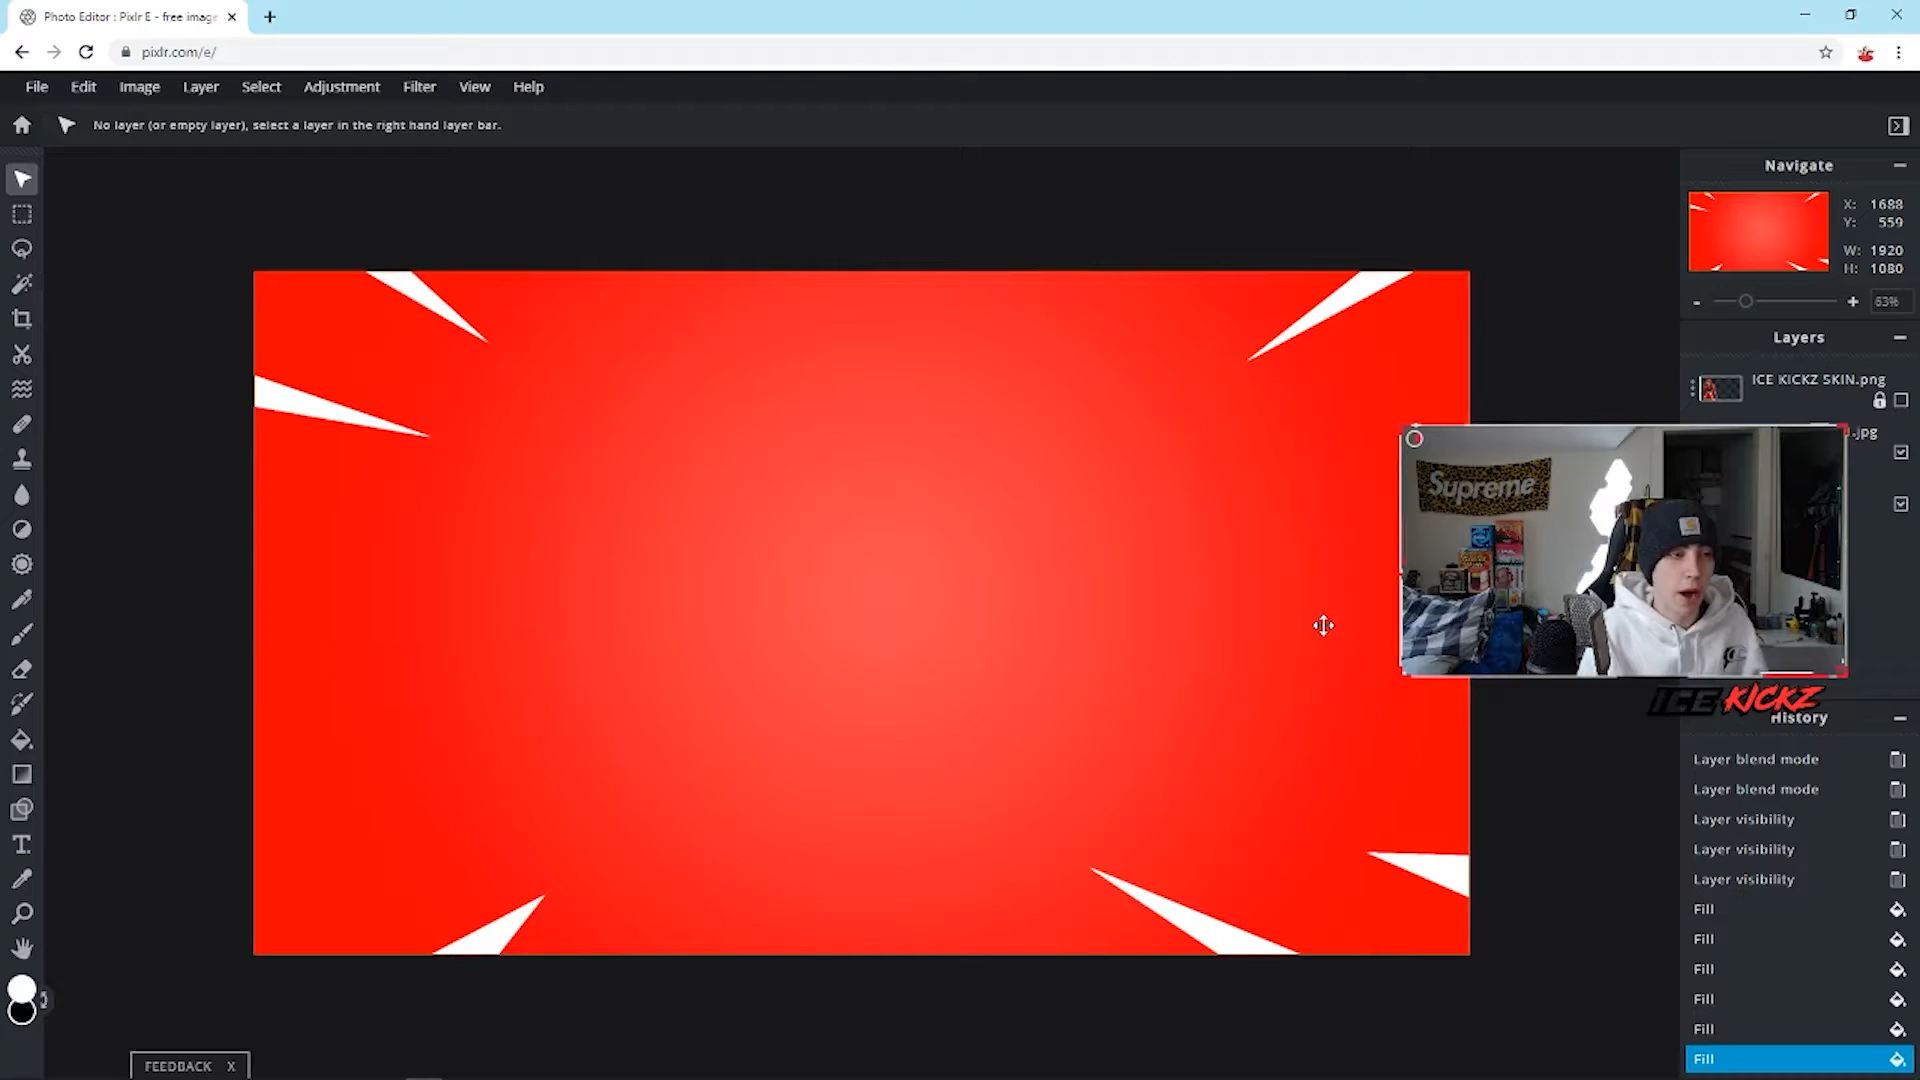 Photo Editor : Pixlr E - free image
pixlr.com/e/
File Edit Image Layer Select Adjustment Filter View Help
No layer (or empty layer), select a layer in the right hand layer bar.
Navigate
X: 1688
Y: 559
W: 1920
H: 1080
63%
Layers
ICE KICKZ SKIN.png
.jpg
Supreme
ICE KICKZ
History
Layer blend mode
Layer blend mode
Layer visibility
Layer visibility
Layer visibility
Fill
Fill
Fill
Fill
Fill
Fill
FEEDBACK X